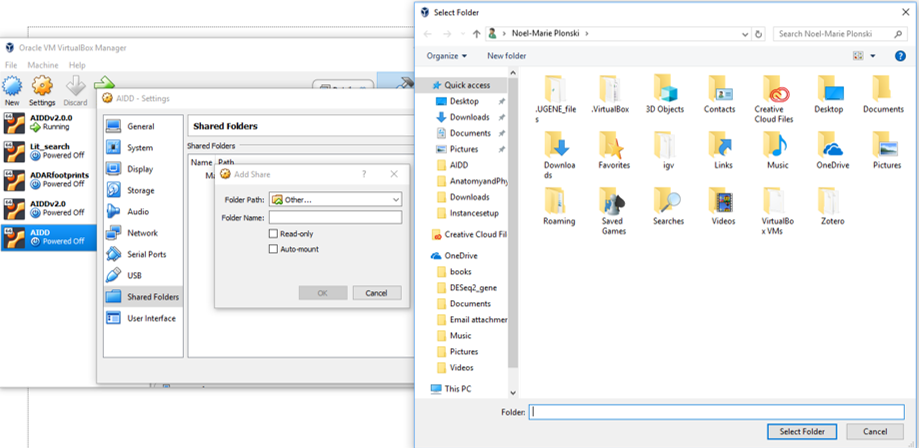 Oracle VM VirtualBox Manager
File Machine Help
New
Settings
Discard
AIDDv2.0.0
Running
Lit_search
Powered Off
ADARfootprints
Powered Off
AIDDv2.0
Powered Off
AIDD
Powered Off
AIDD - Settings
General
System
Display
Storage
Audio
Network
Serial Ports
USB
Shared Folders
User Interface
Shared Folders
Shared Folders
Name Path
Ma
Add Share
?
Folder Path: Other...
Folder Name:
Read-only
Auto-mount
OK Cancel
Select Folder
Noel-Marie Plonski
Search Noel-Marie Plonski
Organize New folder
?
Quick access
Desktop
Downloads
Documents
Pictures
AIDD
AnatomyandPhy
Downloads
Instancesetup
Creative Cloud Fil
OneDrive
books
DESeq2_gene
Documents
Email attachmen
Music
Pictures
Videos
This PC
.UGENE_file
s
.VirtualBox
3D Objects
Contacts
Creative
Cloud Files
Desktop
Documents
Downloa
ds
Favorites
igv
Links
Music
OneDrive
Pictures
Roaming
Saved
Games
Searches
Videos
VirtualBo
x VMs
Zotero
Folder:
Select Folder Cancel